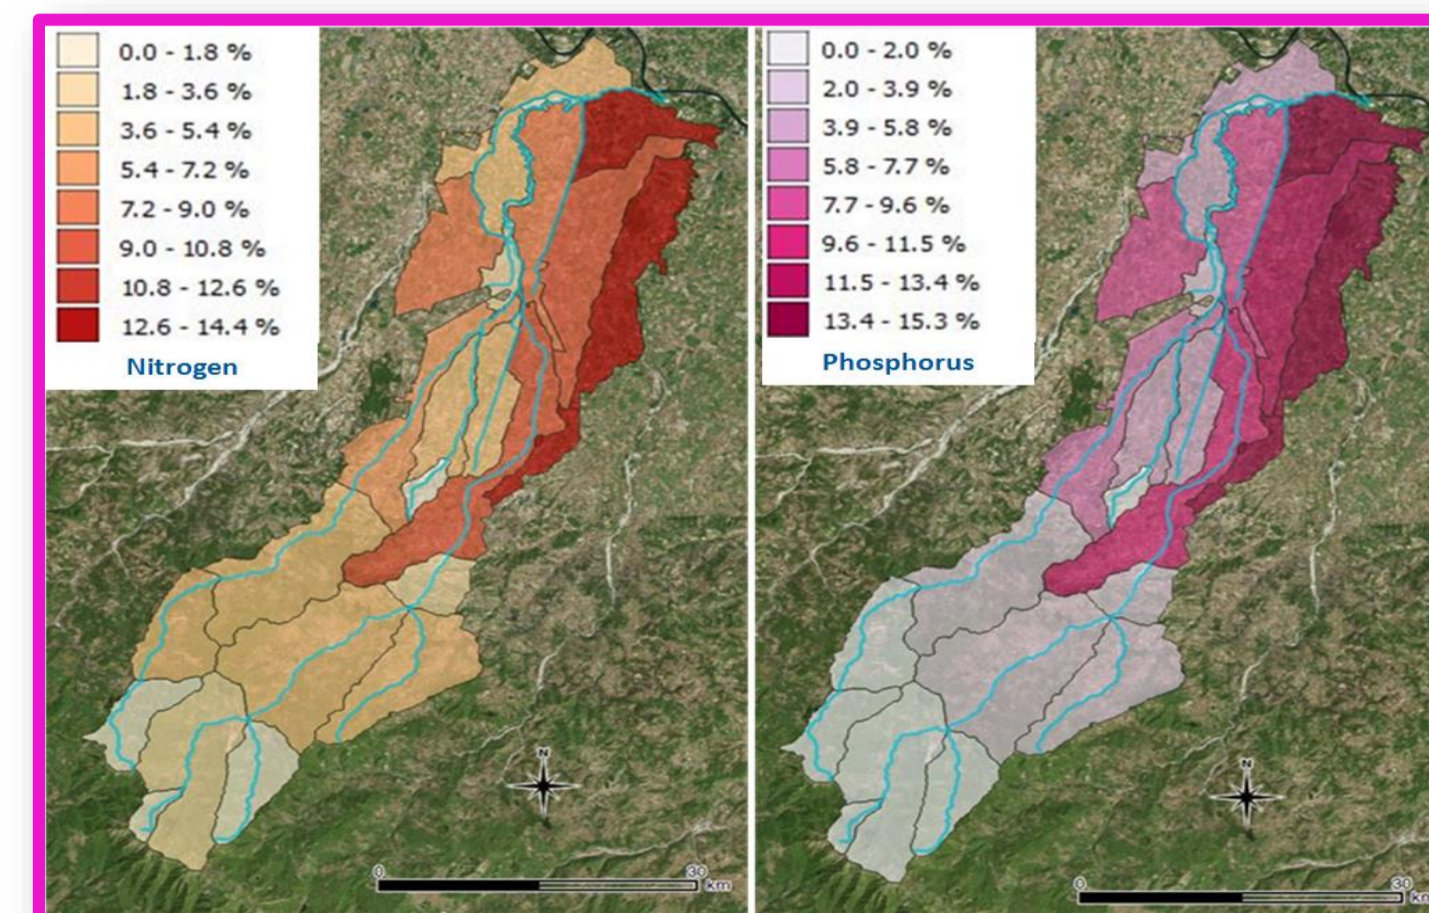 0.0 - 1.8 %
1.8 - 3.6 %
3.6 - 5.4 %
5.4 - 7.2 %
7.2 - 9.0 %
9.0 - 10.8 %
10.8 - 12.6 %
12.6 - 14.4 %
Nitrogen
N
0 30 km
0.0 - 2.0 %
2.0 - 3.9 %
3.9 - 5.8 %
5.8 - 7.7 %
7.7 - 9.6 %
9.6 - 11.5 %
11.5 - 13.4 %
13.4 - 15.3 %
Phosphorus
N
0 30